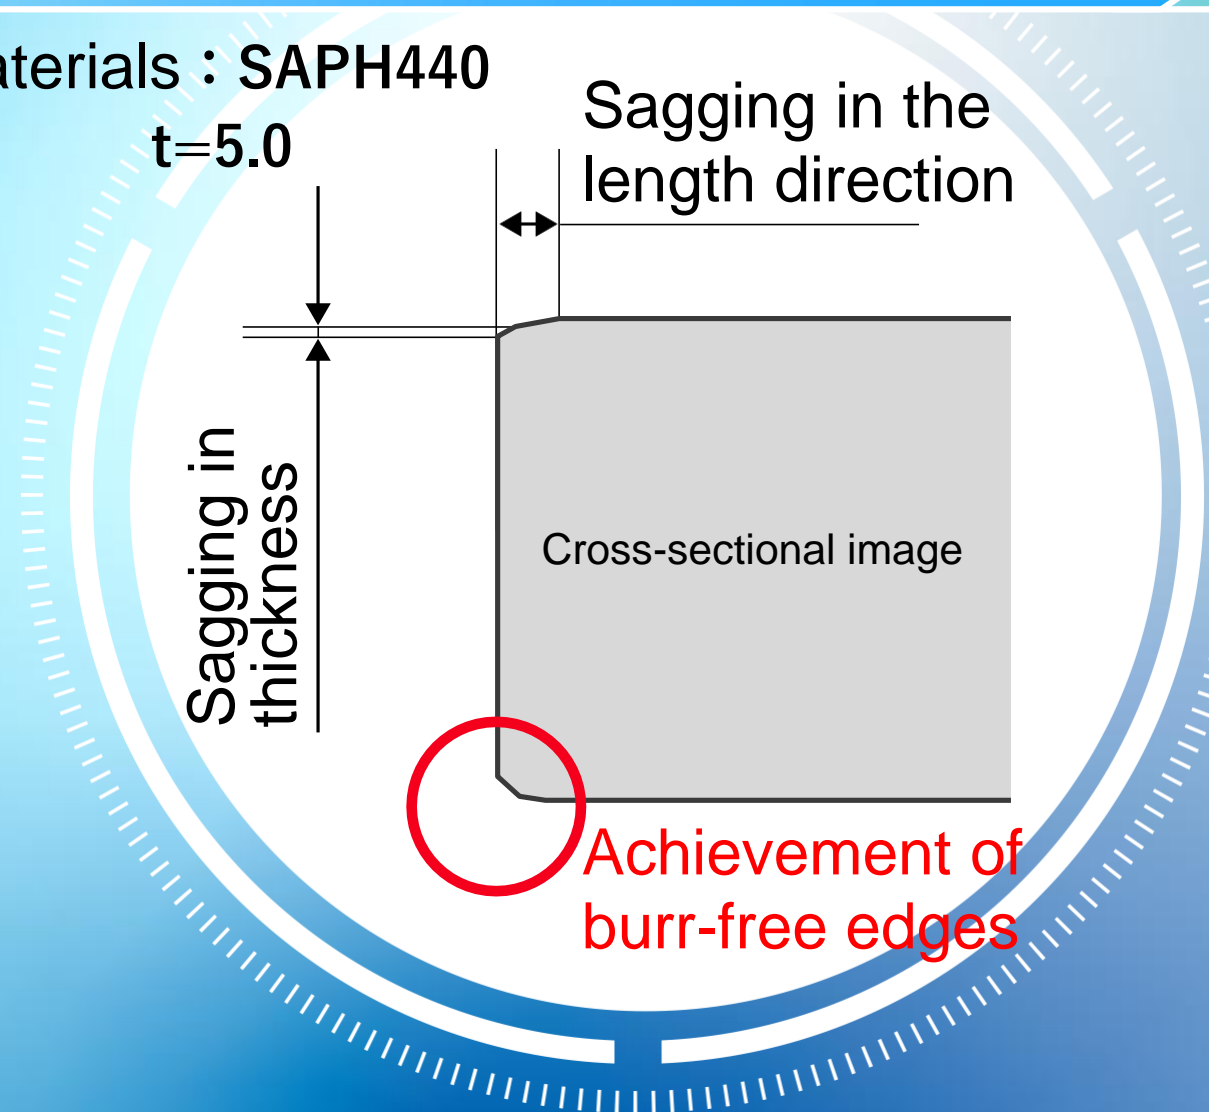 aterials：SAPH440
t=5.0
Sagging in the
length direction
Sagging in
thickness
Cross-sectional image
Achievement of
burr-free edges